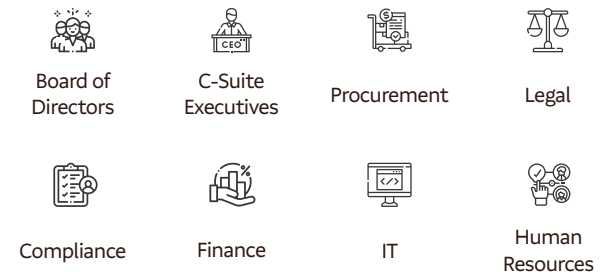 CEO
Board of
Directors
C-Suite
Executives
Procurement
Legal
%
</>
Compliance
Finance
IT
Human
Resources